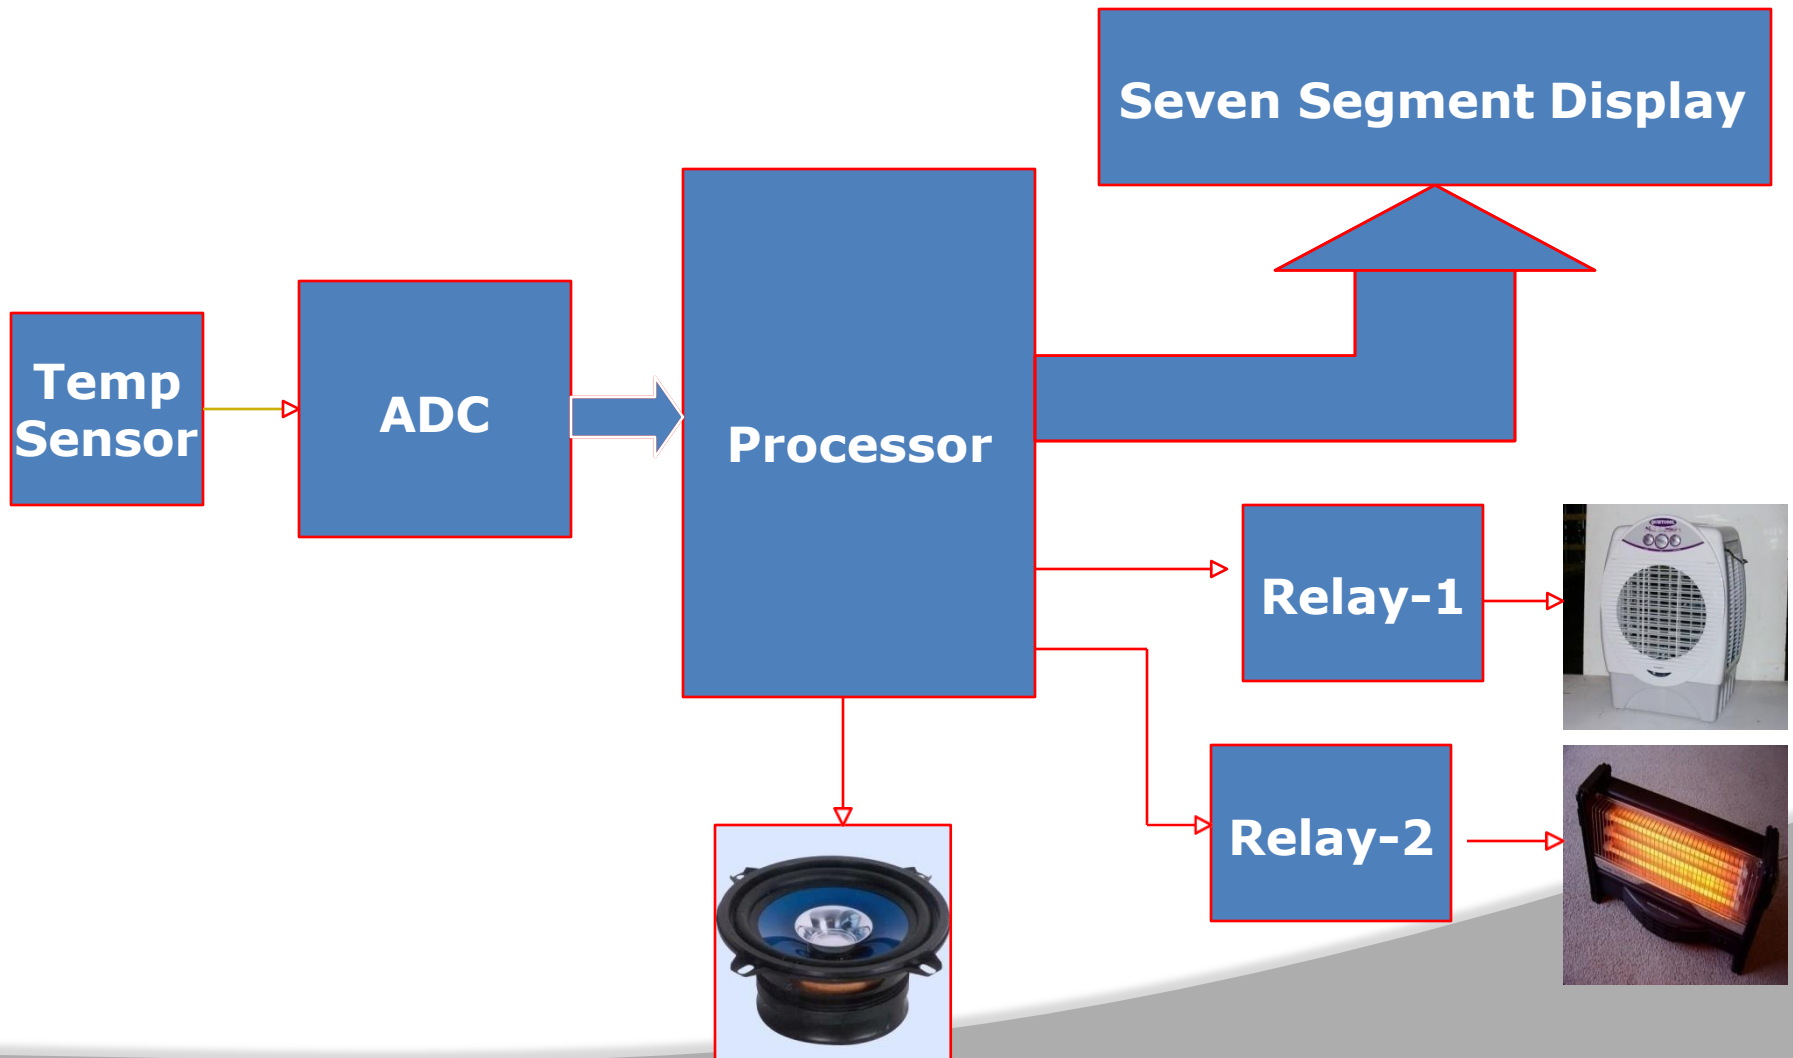 Seven Segment Display
Temp
Sensor
ADC
Processor
Relay-1
Relay-2